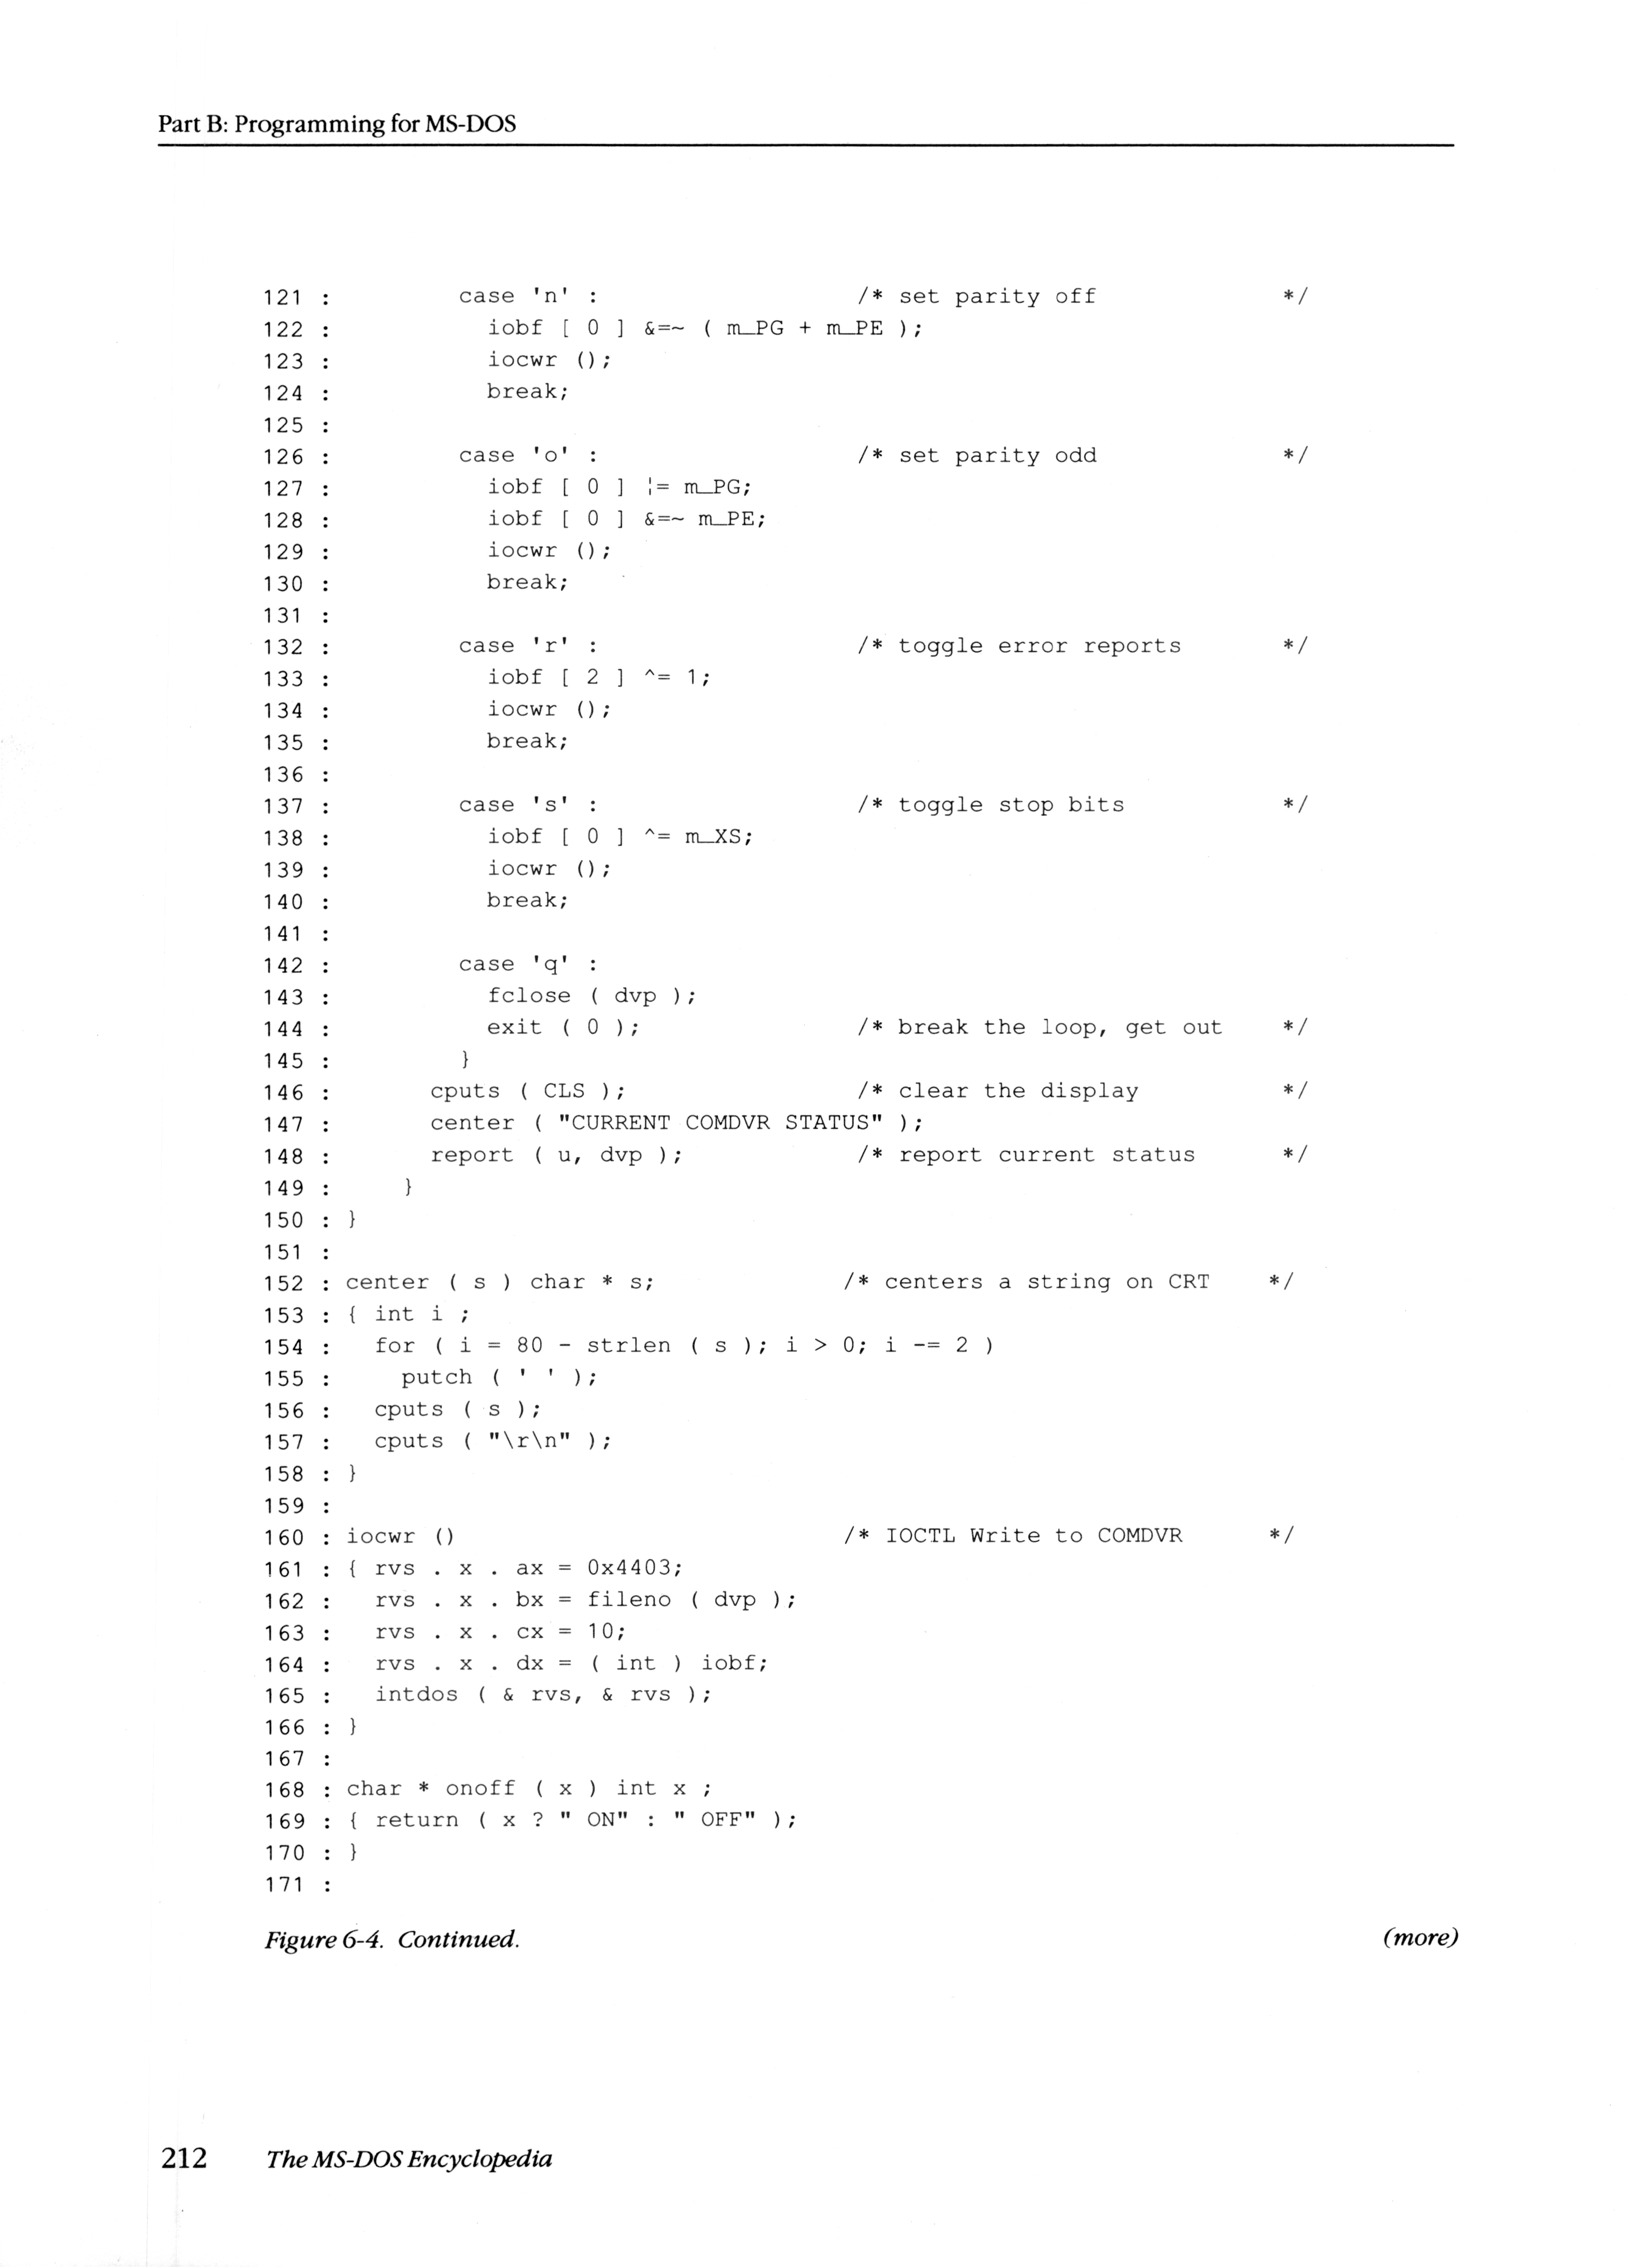 Part B: Programming for MS-DOS
121 :         case 'n' :                  /* set parity off             */
122 :           iobf [ 0 ] &=~ ( m_PG + m_PE );
123 :           iocwr ();
124 :           break;
125 :
126 :         case 'o' :                  /* set parity odd             */
127 :           iobf [ 0 ] ¦= m_PG;
128 :           iobf [ 0 ] &=~ m_PE;
129 :           iocwr ();
130 :           break;
131 :
132 :         case 'r' :                  /* toggle error reports       */
133 :           iobf [ 2 ] ^= 1;
134 :           iocwr ();
135 :           break;
136 :
137 :         case 's' :                  /* toggle stop bits           */
138 :           iobf [ 0 ] ^= m_XS;
139 :           iocwr ();
140 :           break;
141 :
142 :         case 'q' :
143 :           fclose ( dvp );
144 :           exit ( 0 );               /* break the loop, get out    */
145 :         }
146 :       cputs ( CLS );                /* clear the display          */
147 :       center ( "CURRENT COMDVR STATUS" );
148 :       report ( u, dvp );            /* report current status      */
149 :     }
150 : }
151 :
152 : center ( s ) char * s;             /* centers a string on CRT    */
153 : { int i ;
154 :   for ( i = 80 - strlen ( s ); i > 0; i -= 2 )
155 :     putch ( ' ' );
156 :   cputs ( s );
157 :   cputs ( "\r\n" );
158 : }
159 :
160 : iocwr ()                           /* IOCTL Write to COMDVR      */
161 : { rvs . x . ax = 0x4403;
162 :   rvs . x . bx = fileno ( dvp );
163 :   rvs . x . cx = 10;
164 :   rvs . x . dx = ( int ) iobf;
165 :   intdos ( & rvs, & rvs );
166 : }
167 :
168 : char * onoff ( x ) int x ;
169 : { return ( x ? " ON" : " OFF" );
170 : }
171 :
Figure 6-4. Continued. (more)
212 The MS-DOS Encyclopedia